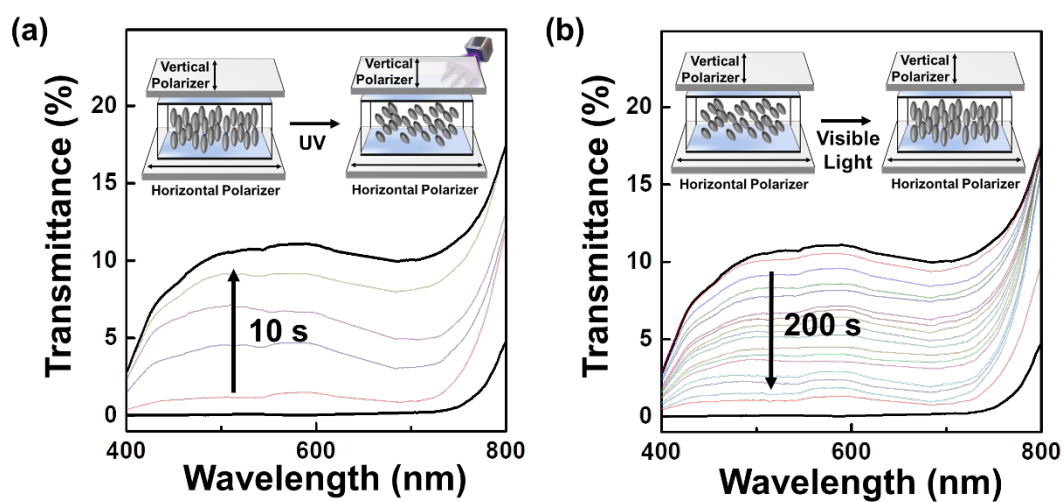 (a)
Transmittance (%)
20
15
10
5
0
Vertical
Polarizer
UV
Horizontal Polarizer
Horizontal Polarizer
Vertical
Polarizer
10 s
400
600
800
Wavelength (nm)
(b)
Transmittance (%)
20
15
10
5
0
Vertical
Polarizer
Visible
Light
Horizontal Polarizer
Horizontal Polarizer
Vertical
Polarizer
200 s
400
600
800
Wavelength (nm)